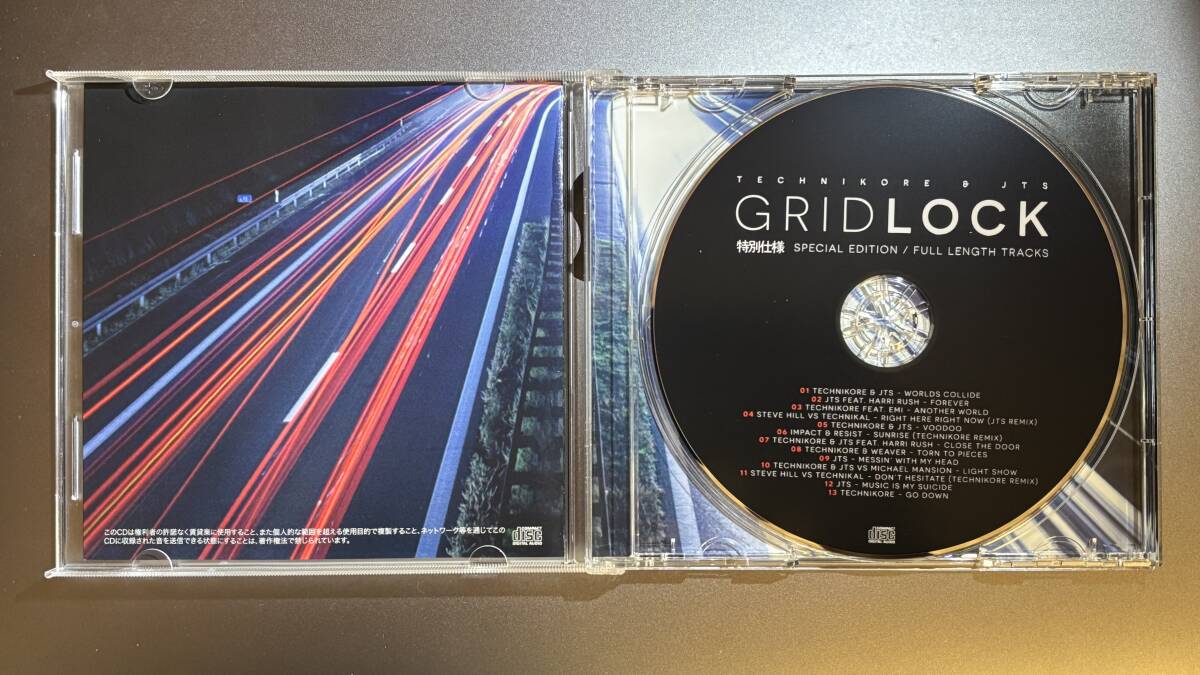 このCDは権利者の許諾なく賃貸業に使用すること、また個人的な範囲を超える使用目的で複製すること、ネットワーク等を通じてこの
CDに収録された音を送信できる状態にすることは、著作権法で禁じられています。
COMPACT
disc
DIGITAL AUDIO
TECHNIKØRE & JTS
GRIDLOCK
特別仕様 SPECIAL EDITION / FULL LENGTH TRACKS
01 TECHNIKORE & JTS - WORLDS COLLIDE
02 JTS FEAT. HARRI RUSH - FOREVER
03 TECHNIKORE FEAT. EMI - ANOTHER WORLD
04 STEVE HILL VS TECHNIKAL - RIGHT HERE RIGHT NOW (JTS REMIX)
05 TECHNIKORE & JTS - VOODOO
06 IMPACT & RESIST - SUNRISE (TECHNIKORE REMIX)
07 TECHNIKORE & JTS FEAT. HARRI RUSH - CLOSE THE DOOR
08 TECHNIKORE & WEAVER - TORN TO PIECES
09 JTS - MESSIN' WITH MY HEAD
10 TECHNIKORE & JTS VS MICHAEL MANSION - LIGHT SHOW
11 STEVE HILL VS TECHNIKAL - DON'T HESITATE (TECHNIKORE REMIX)
12 JTS - MUSIC IS MY SUICIDE
13 TECHNIKORE - GO DOWN
COMPACT
disc
DIGITAL AUDIO